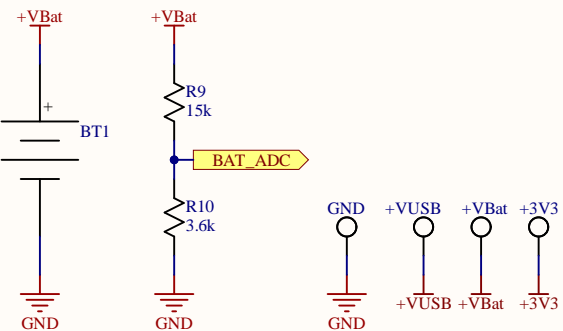 +VBat
+VBat
+
BT1
R9
15k
BAT_ADC
R10
3.6k
GND
+VUSB
+VBat
+3V3
+VUSB
+VBat
+3V3
GND
GND
GND